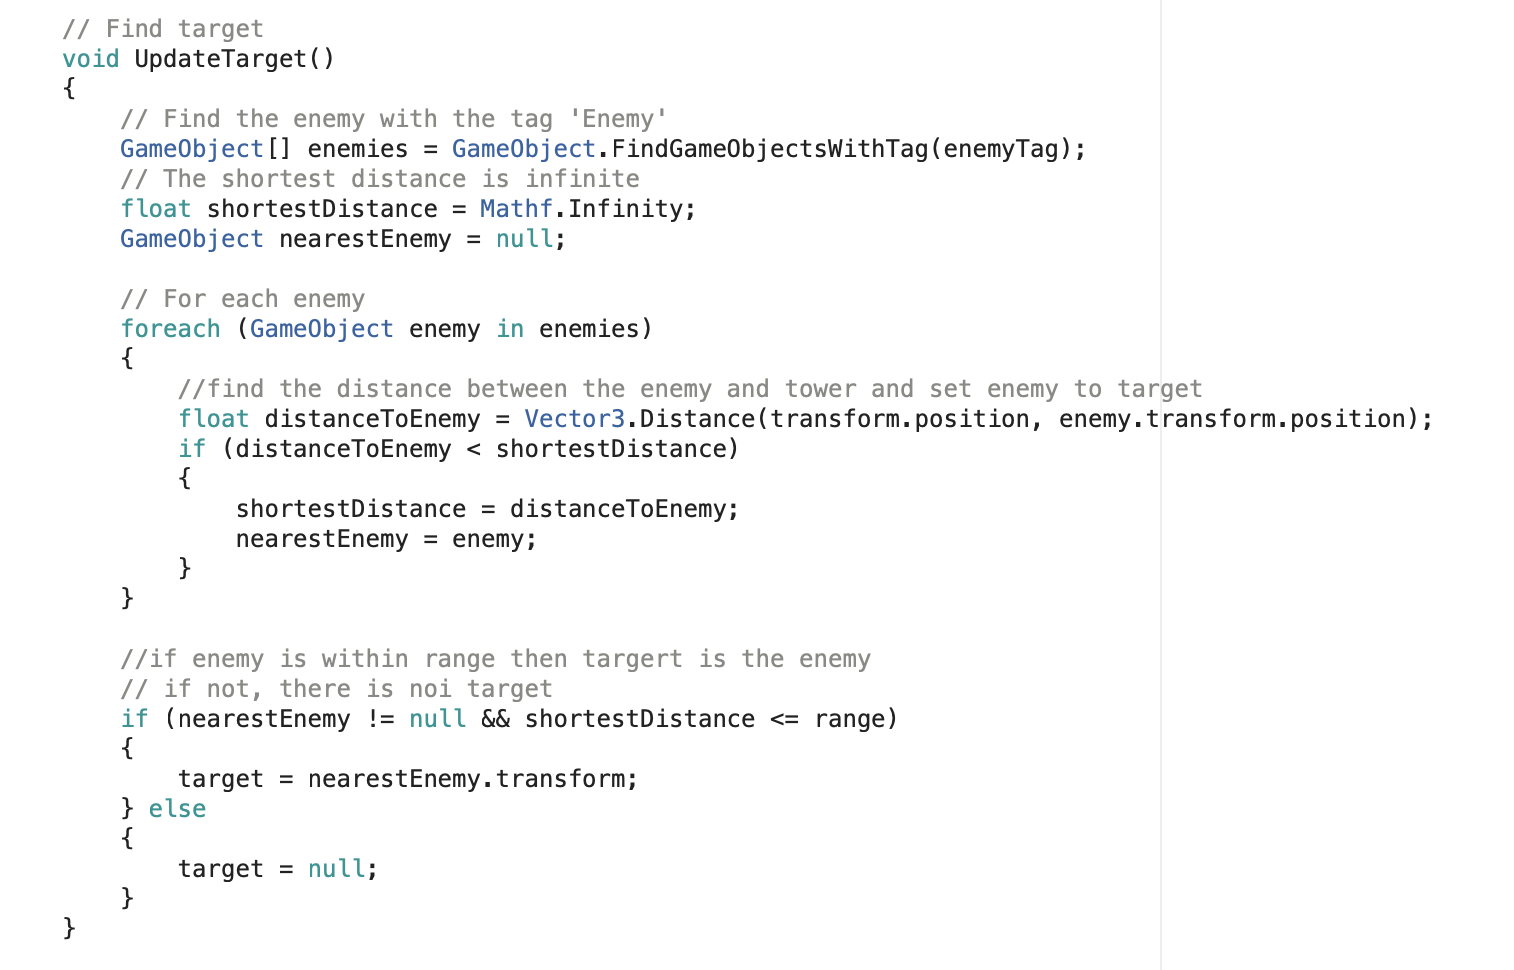 // Find target
void UpdateTarget()
{
    // Find the enemy with the tag 'Enemy'
    GameObject[] enemies = GameObject.FindGameObjectsWithTag(enemyTag);
    // The shortest distance is infinite
    float shortestDistance = Mathf.Infinity;
    GameObject nearestEnemy = null;

    // For each enemy
    foreach (GameObject enemy in enemies)
    {
        //find the distance between the enemy and tower and set enemy to target
        float distanceToEnemy = Vector3.Distance(transform.position, enemy.transform.position);
        if (distanceToEnemy < shortestDistance)
        {
            shortestDistance = distanceToEnemy;
            nearestEnemy = enemy;
        }
    }

    //if enemy is within range then targert is the enemy
    // if not, there is noi target
    if (nearestEnemy != null && shortestDistance <= range)
    {
        target = nearestEnemy.transform;
    } else
    {
        target = null;
    }
}